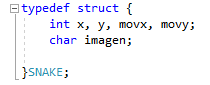 typedef struct {
int x, y, movx, movy;
char imagen;
}SNAKE;